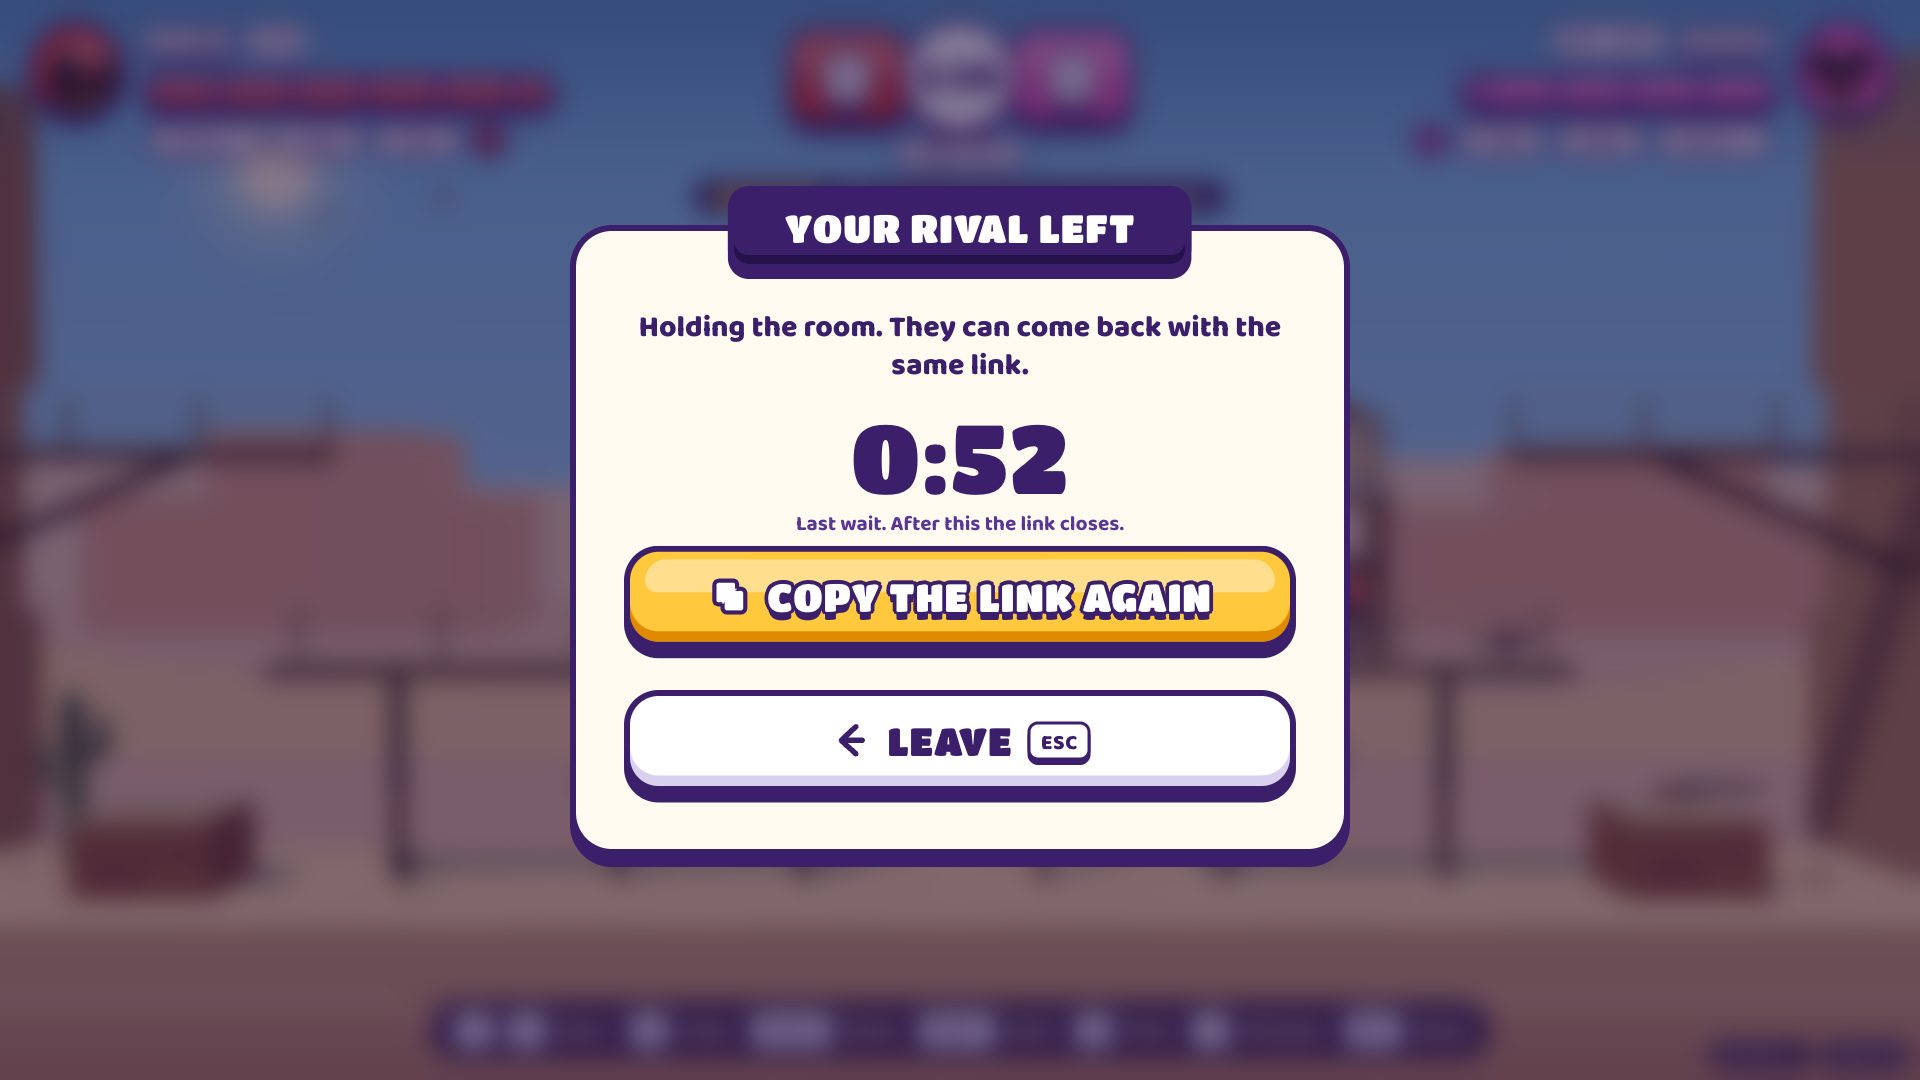 YOUR RIVAL LEFT
Holding the room. They can come back with the
same link.
0:52
Last wait. After this the link closes.
COPY THE LINK AGAIN
LEAVE ESC